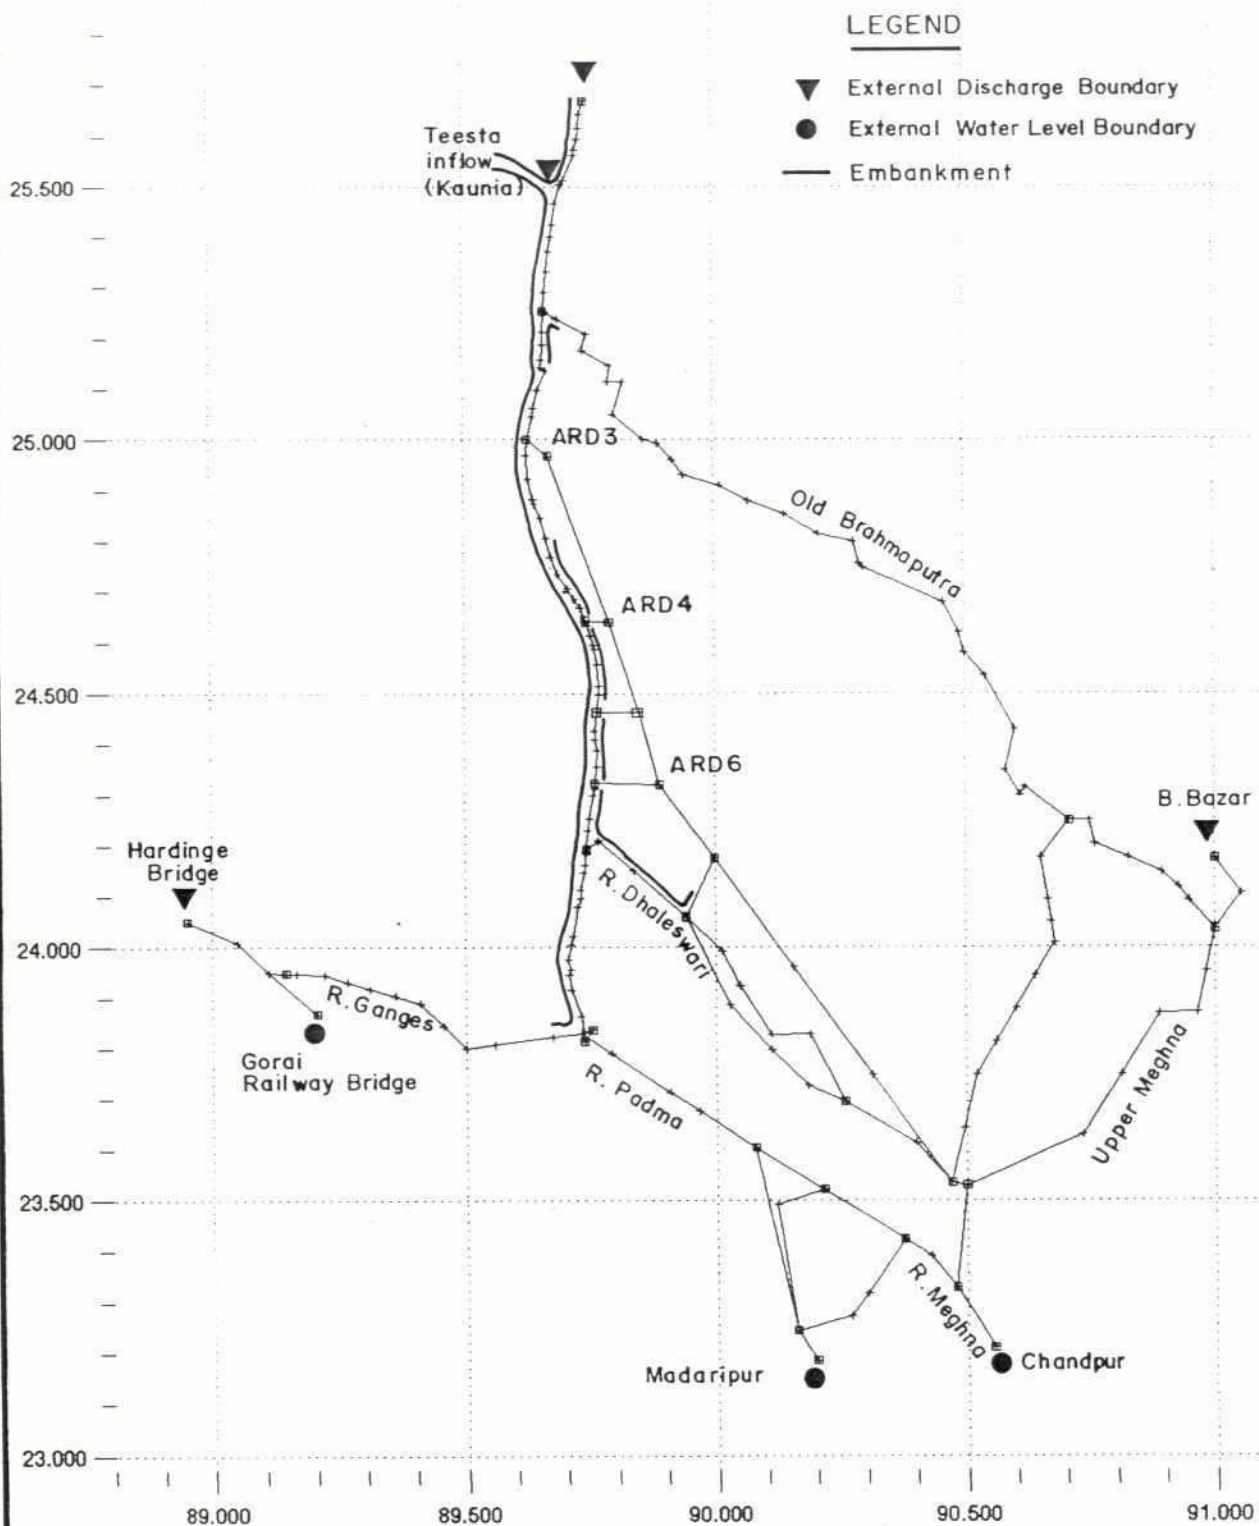 LEGEND
External Discharge Boundary
External Water Level Boundary
Embankment
Teesta
inflow
(Kaunia)
25.500
25.000
ARD3
Old Brahmaputra
ARD4
24.500
ARD6
B.Bazar
Hardinge
Bridge
R. Dhaleswari
24.000
R.Ganges
Gorai
Railway Bridge
R. Padma
Upper Meghna
23.500
R.Meghna
Madaripur
Chandpur
23.000
89.000
89.500
90.000
90.500
91.000